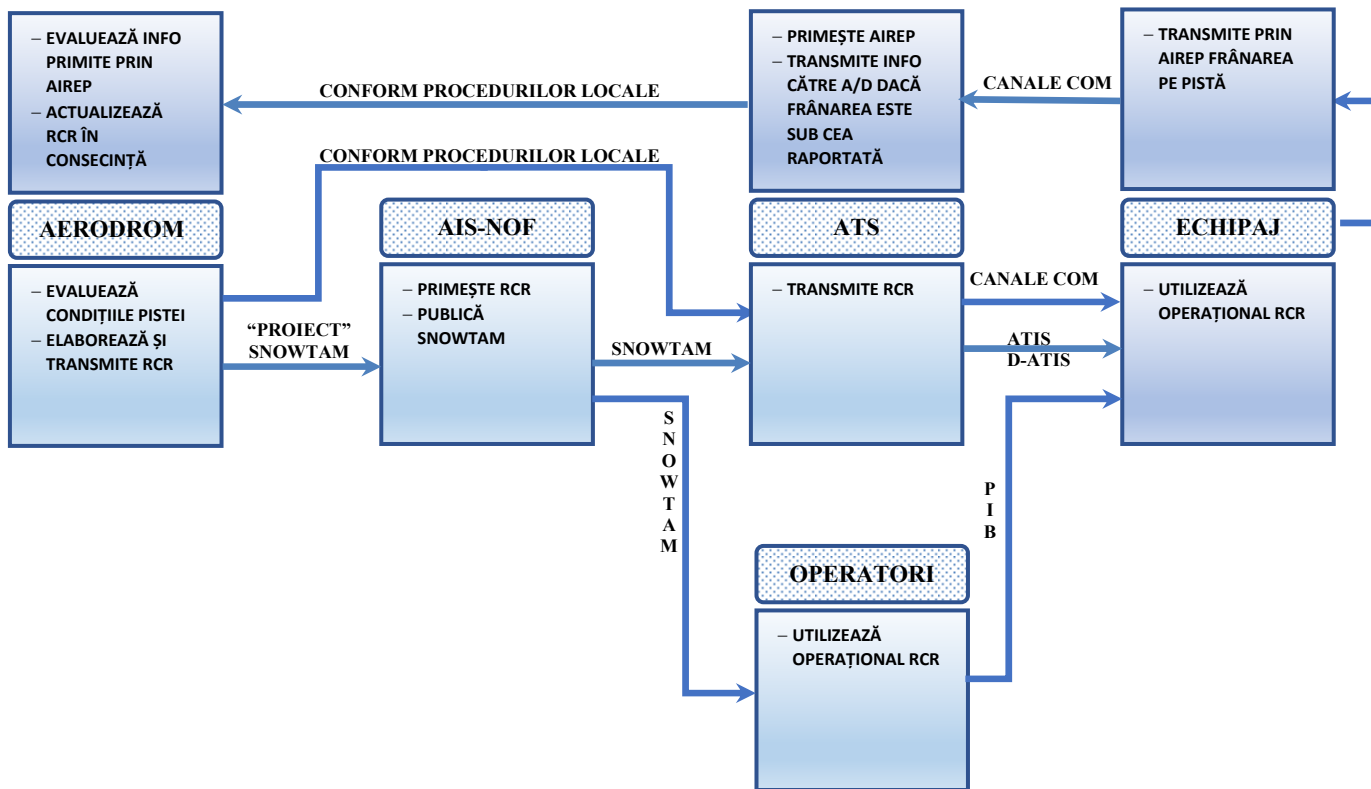 – EVALUEAZĂ INFO
PRIMITE PRIN
AIREP
– ACTUALIZEAZĂ
RCR ÎN
CONSECINȚĂ
CONFORM PROCEDURILOR LOCALE
– PRIMEȘTE AIREP
– TRANSMITE INFO
CĂTRE A/D DACĂ
FRÂNAREA ESTE
SUB CEA
RAPORTATĂ
CANALE COM
– TRANSMITE PRIN
AIREP FRÂNAREA
PE PISTĂ
CONFORM PROCEDURILOR LOCALE
AERODROM
AIS-NOF
ATS
ECHIPAJ
– EVALUEAZĂ
CONDIȚIILE PISTEI
– ELABOREAZĂ ȘI
TRANSMITE RCR
“PROIECT”
SNOWTAM
– PRIMEȘTE RCR
– PUBLICĂ
SNOWTAM
SNOWTAM
– TRANSMITE RCR
CANALE COM
ATIS
D-ATIS
– UTILIZEAZĂ
OPERAȚIONAL RCR
S
N
O
W
T
A
M
P
I
B
OPERATORI
– UTILIZEAZĂ
OPERAȚIONAL RCR